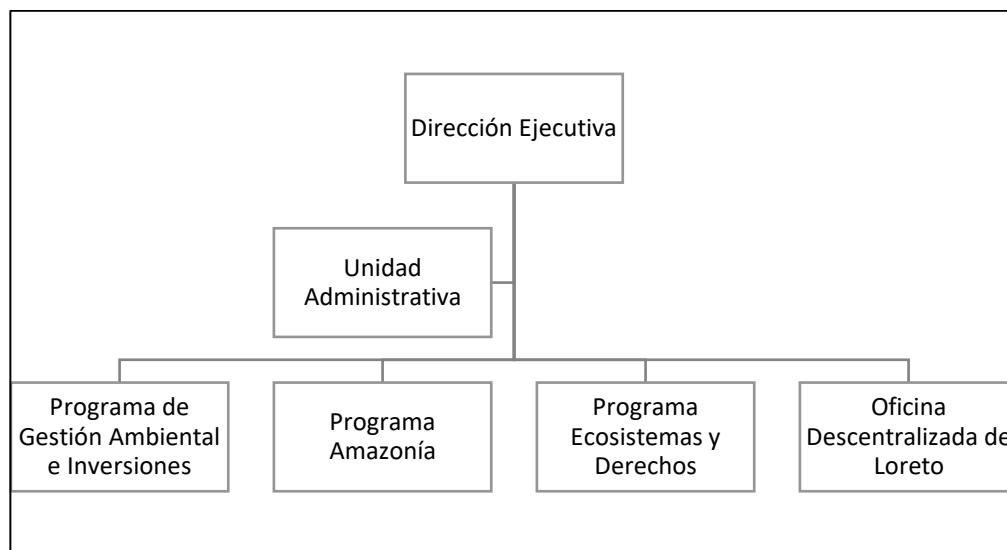 Dirección Ejecutiva
Unidad
Administrativa
Programa de
Gestión Ambiental
e Inversiones
Programa
Amazonía
Programa
Ecosistemas y
Derechos
Oficina
Descentralizada de
Loreto